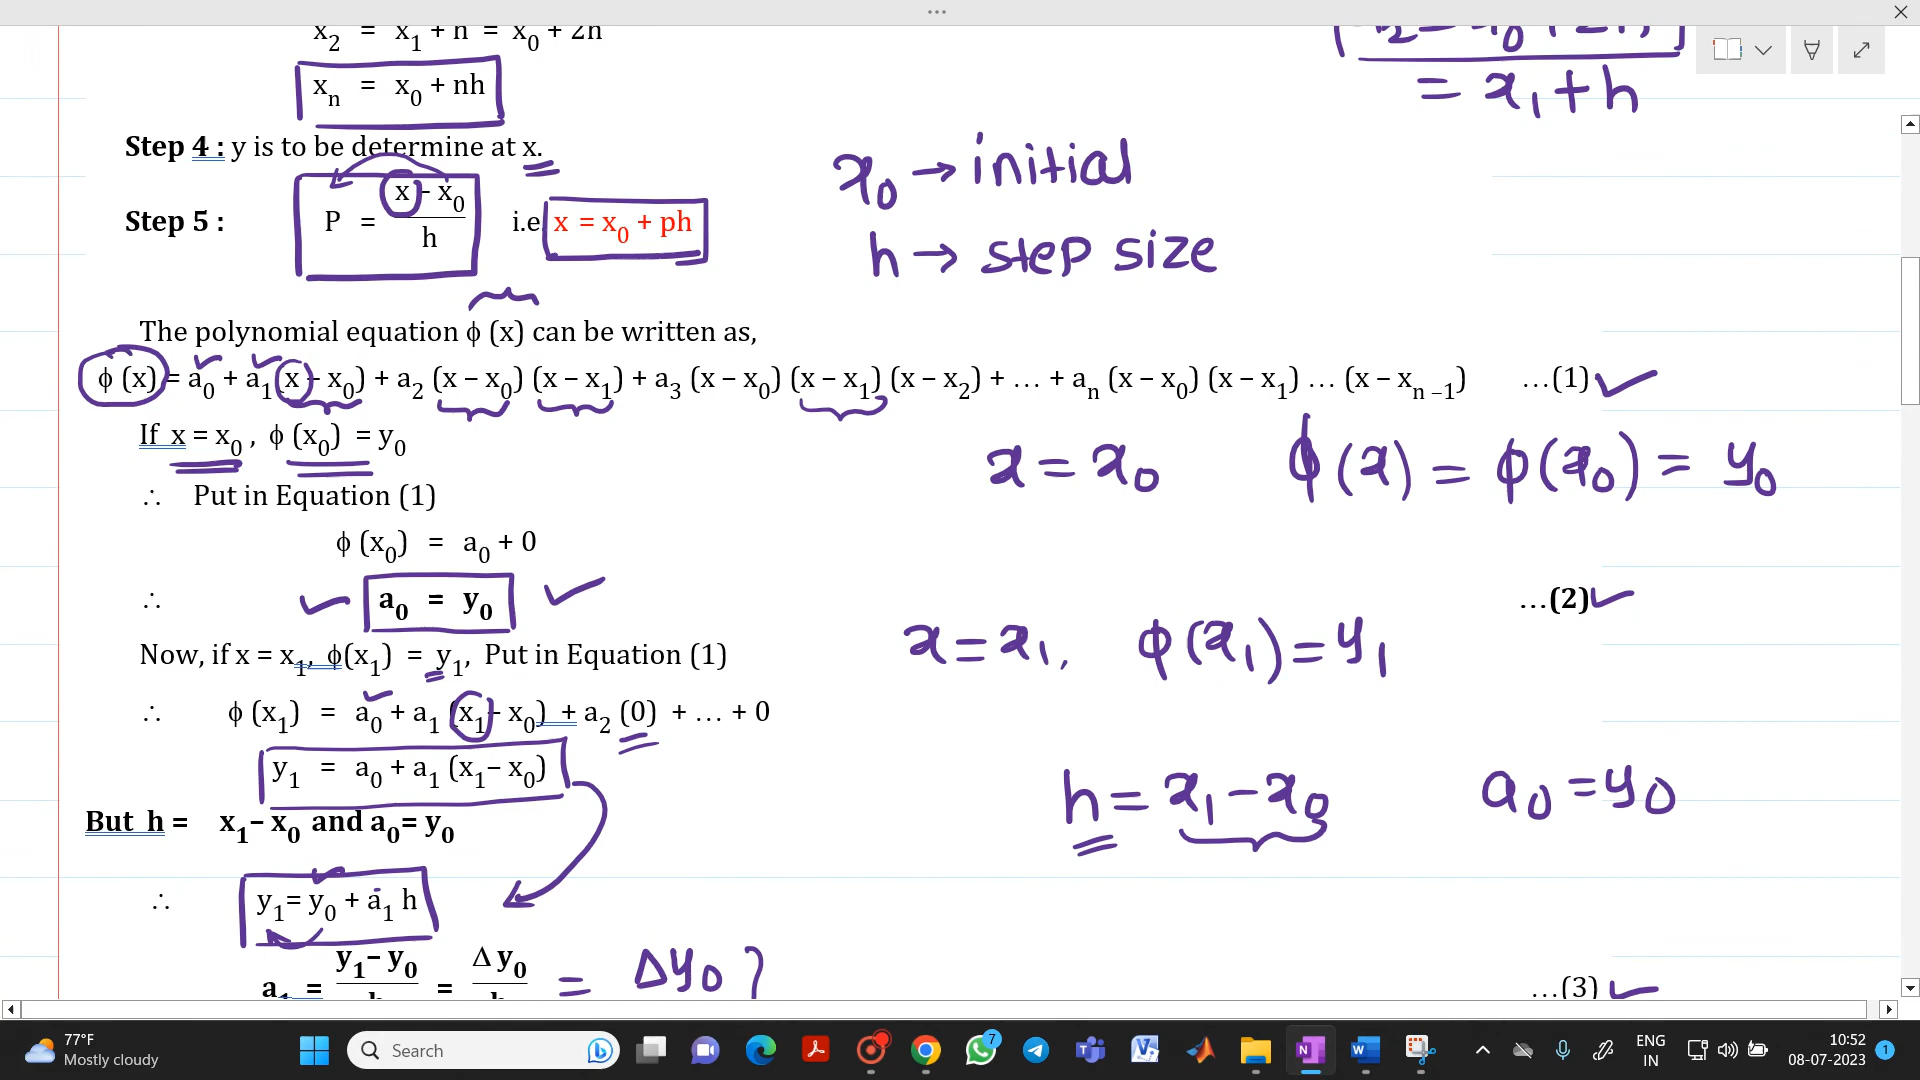 x2 = x1 + h = x0 + 2h
xn = x0 + nh
= x1 + h
Step 4 : y is to be determine at x.
x0 → initial
Step 5 : P = x – x0 / h i.e. x = x0 + ph
h → step size
The polynomial equation ϕ (x) can be written as,
ϕ (x) = a0 + a1 (x – x0) + a2 (x – x0) (x – x1) + a3 (x – x0) (x – x1) (x – x2) + … + an (x – x0) (x – x1) … (x – xn –1) …(1)
If x = x0 , ϕ (x0) = y0
x = x0 ϕ(x) = ϕ(x0) = y0
∴ Put in Equation (1)
ϕ (x0) = a0 + 0
∴ a0 = y0 …(2)
Now, if x = x1, ϕ(x1) = y1, Put in Equation (1)
x = x1, ϕ(x1) = y1
∴ ϕ (x1) = a0 + a1 (x1 – x0) + a2 (0) + … + 0
y1 = a0 + a1 (x1 – x0)
h = x1 – x0 a0 = y0
But h = x1 – x0 and a0 = y0
∴ y1 = y0 + a1 h
a1 = y1 – y0 / h = Δ y0 / h = Δy0 …(3)
77°F
Mostly cloudy
Search
7
ENG
IN
10:52
08-07-2023
1